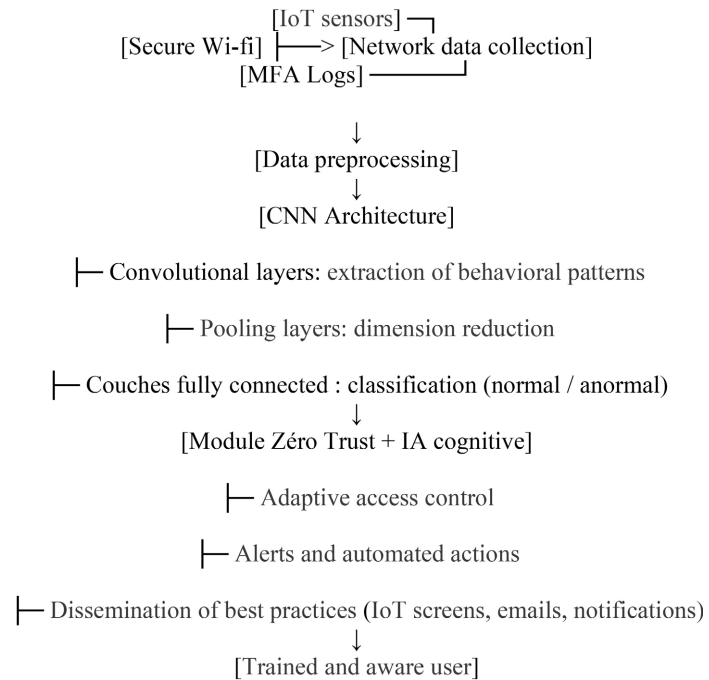 [IoT sensors]
[Secure Wi-fi] ├──> [Network data collection]
[MFA Logs]
↓
[Data preprocessing]
↓
[CNN Architecture]
├─ Convolutional layers: extraction of behavioral patterns
├─ Pooling layers: dimension reduction
├─ Couches fully connected : classification (normal / anormal)
↓
[Module Zéro Trust + IA cognitive]
├─ Adaptive access control
├─ Alerts and automated actions
├─ Dissemination of best practices (IoT screens, emails, notifications)
↓
[Trained and aware user]